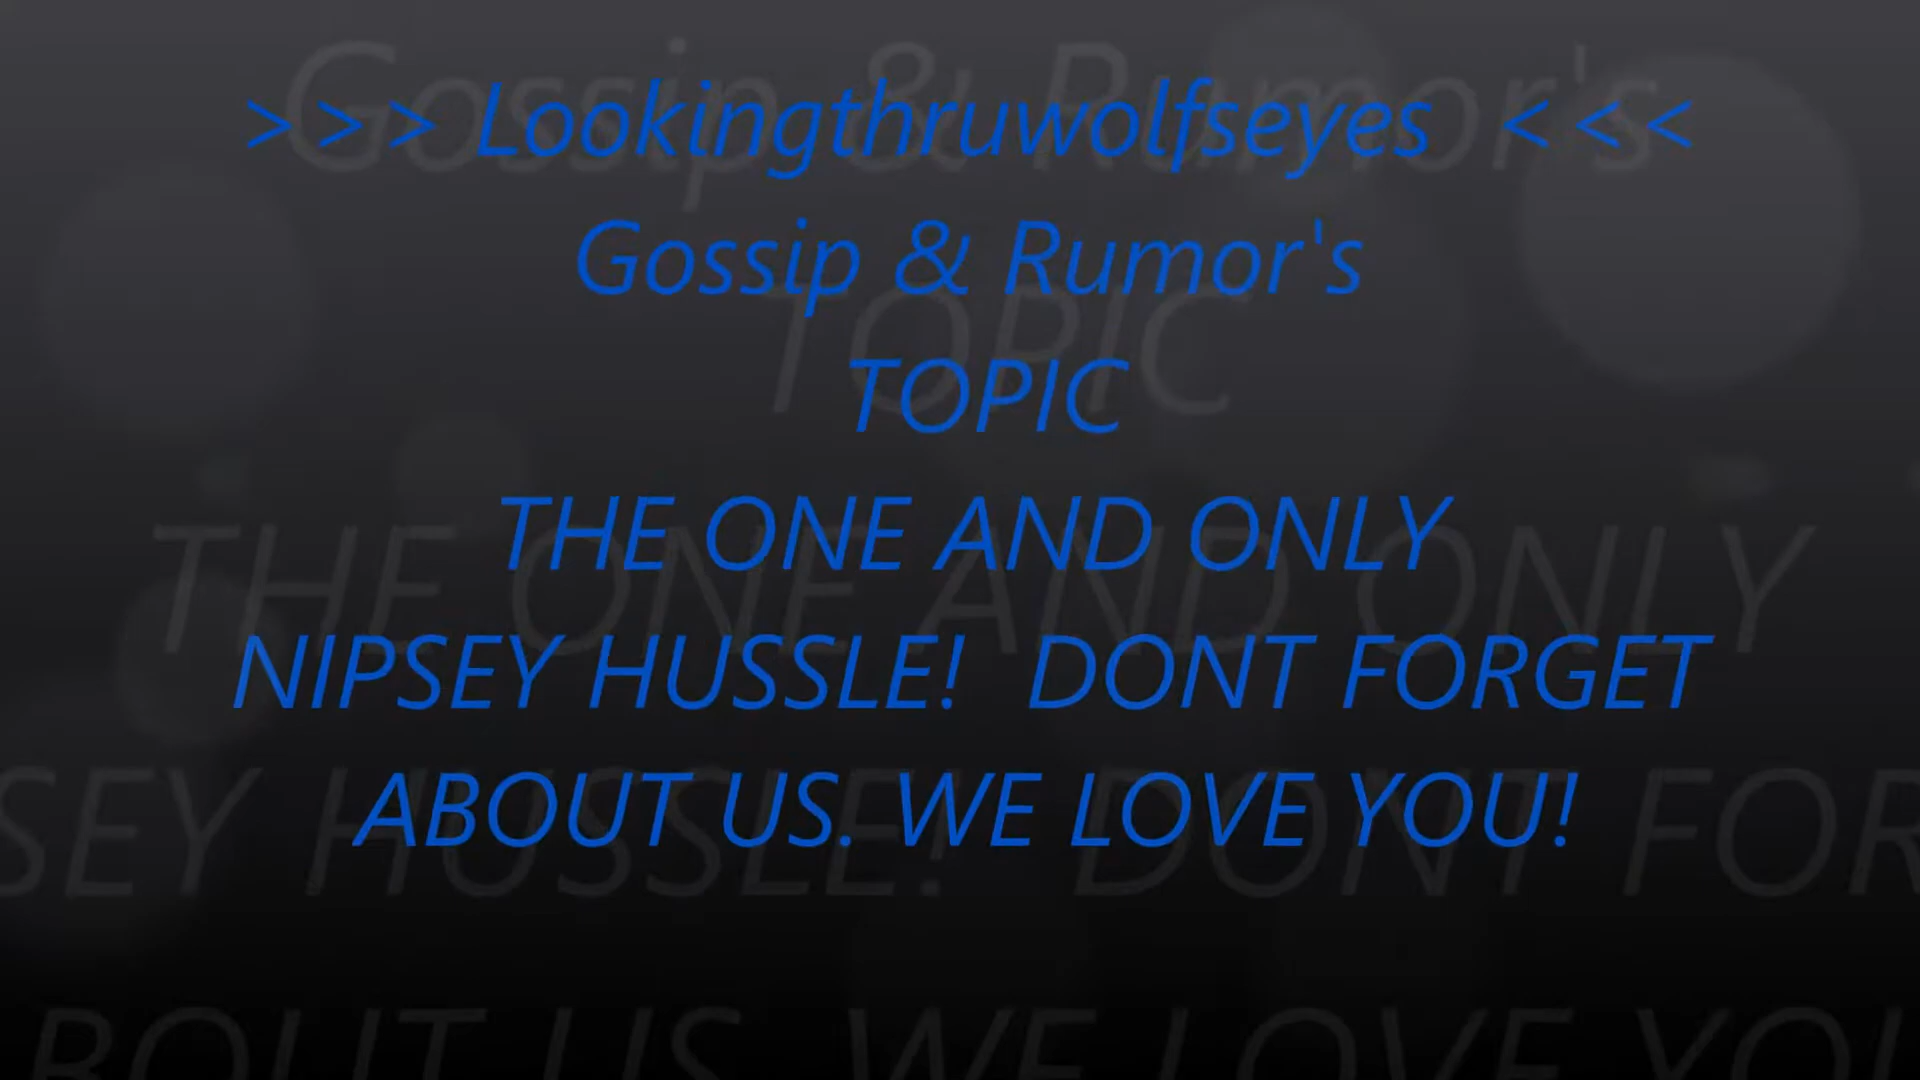 > > > Lookingthruwolfseyes < < <
Gossip & Rumor's
TOPIC
THE ONE AND ONLY
NIPSEY HUSSLE! DONT FORGET
ABOUT US. WE LOVE YOU!